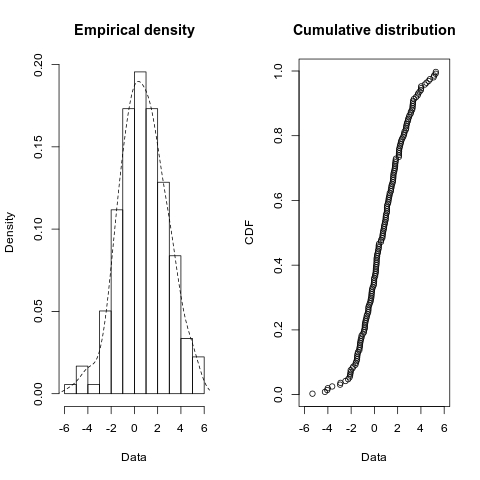 Empirical density
Density
0.00
0.05
0.10
0.15
0.20
-6 -4 -2 0 2 4 6
Data
Cumulative distribution
CDF
0.0
0.2
0.4
0.6
0.8
1.0
-6 -4 -2 0 2 4 6
Data